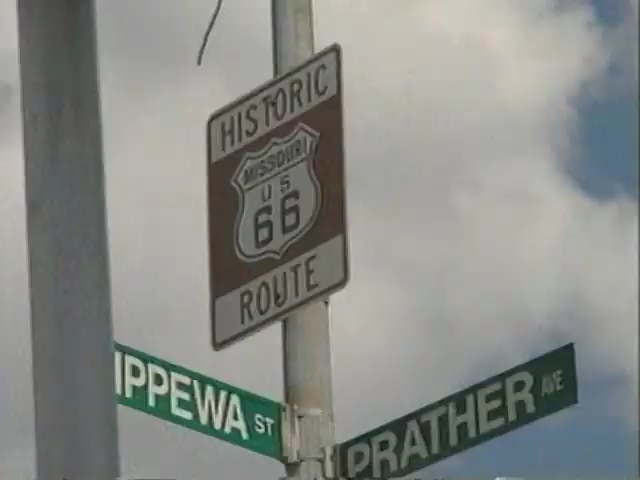 HISTORIC
MISSOURI
US
66
ROUTE
IPPEWA ST
PRATHER AVE